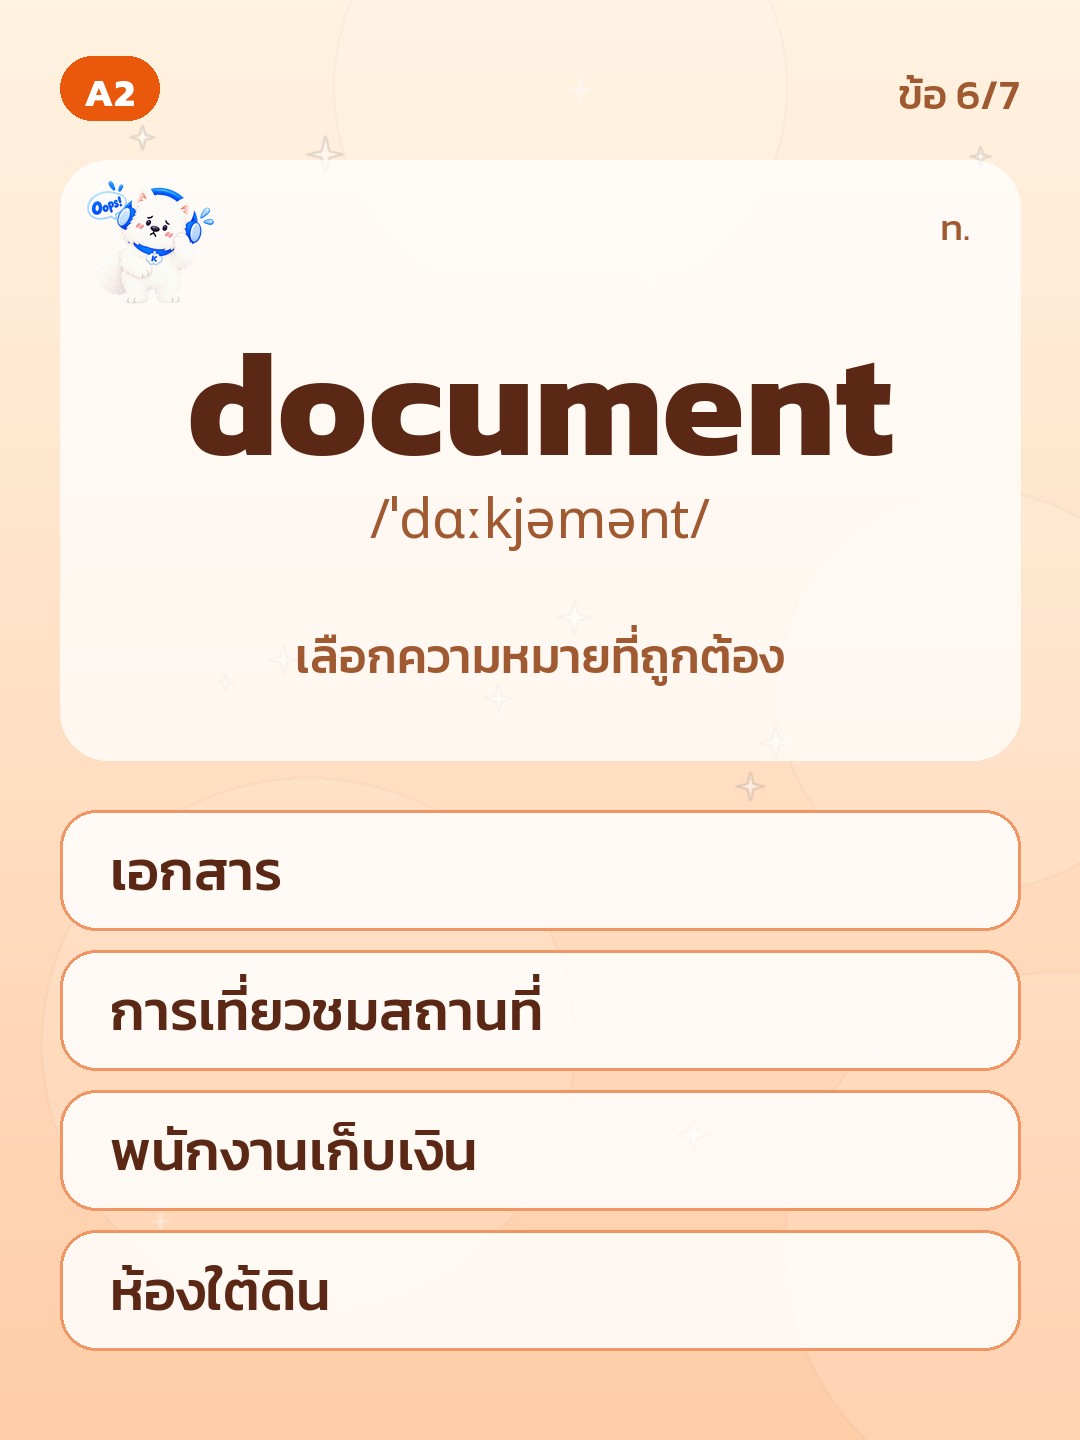 A2
ข้อ 6/7
Oops!
n.
K
document
/ˈdɑːkjəmənt/
เลือกความหมายที่ถูกต้อง
เอกสาร
การเที่ยวชมสถานที่
พนักงานเก็บเงิน
ห้องใต้ดิน